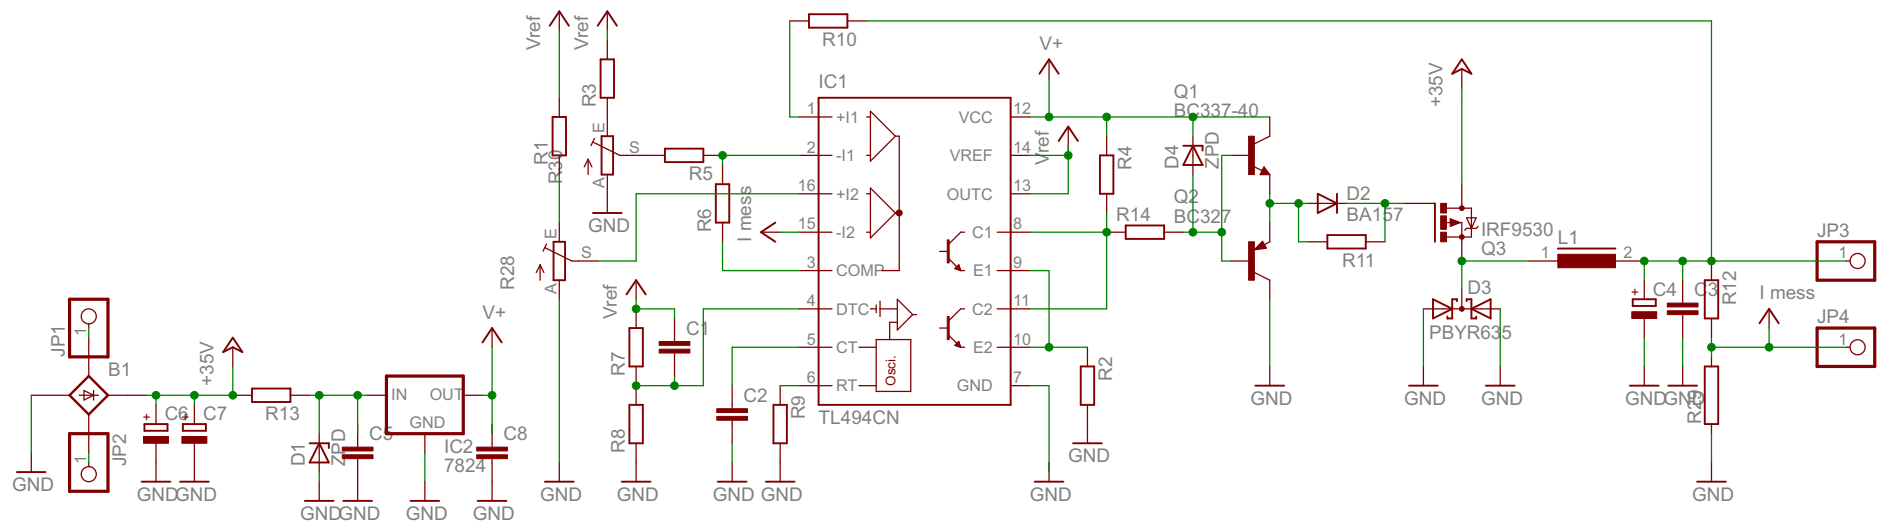 JP1
1
B1
JP2
1
GND
+35V
C6
C7
GND
GND
R13
D1
ZPD
GND
C5
GND
IN
OUT
GND
IC2
7824
GND
V+
C8
GND
Vref
Vref
R3
R1
R30
E
S
A
GND
R5
R6
I mess
R28
E
S
A
GND
Vref
C1
R7
R8
GND
C2
GND
R9
GND
R10
IC1
1
+I1
2
-I1
16
+I2
15
-I2
3
COMP
4
DTC
5
CT
6
RT
Osci.
TL494CN
VCC
12
VREF
14
OUTC
13
C1
8
E1
9
C2
11
E2
10
GND
7
GND
V+
Vref
R4
R2
GND
R14
Q1
BC337-40
D4
ZPD
Q2
BC327
GND
D2
BA157
R11
+35V
IRF9530
Q3
D3
PBYR635
GND
GND
1
L1
2
C4
C3
GND
GND
R12
R29
GND
I mess
JP3
1
JP4
1